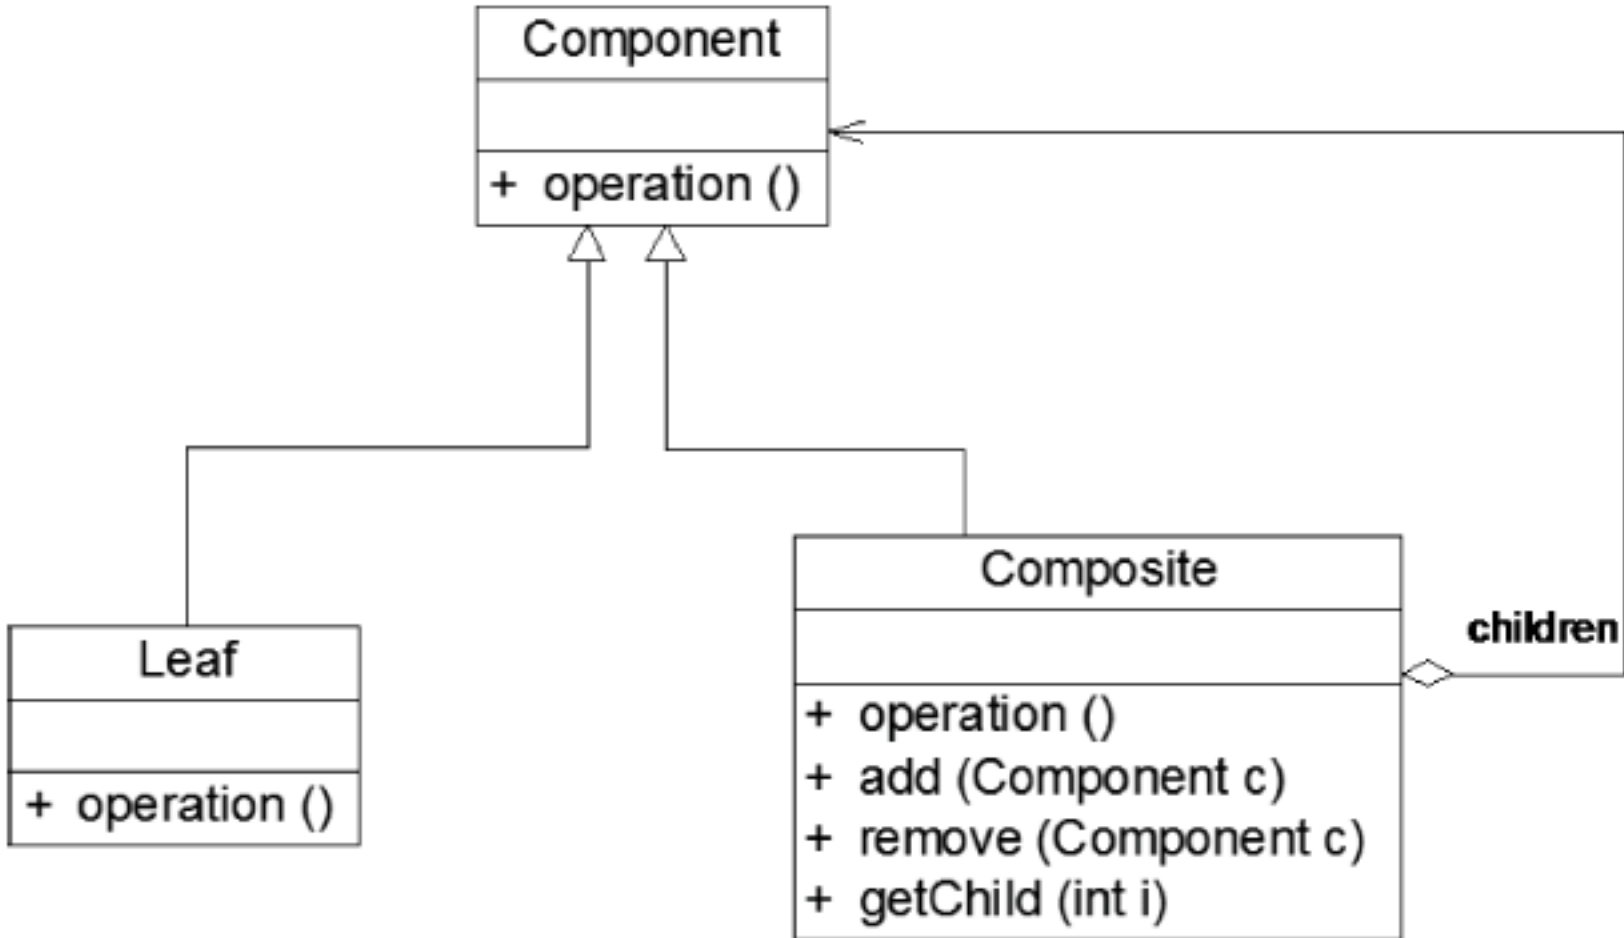 Component
+ operation ()
Leaf
+ operation ()
Composite
+ operation ()
+ add (Component c)
+ remove (Component c)
+ getChild (int i)
children